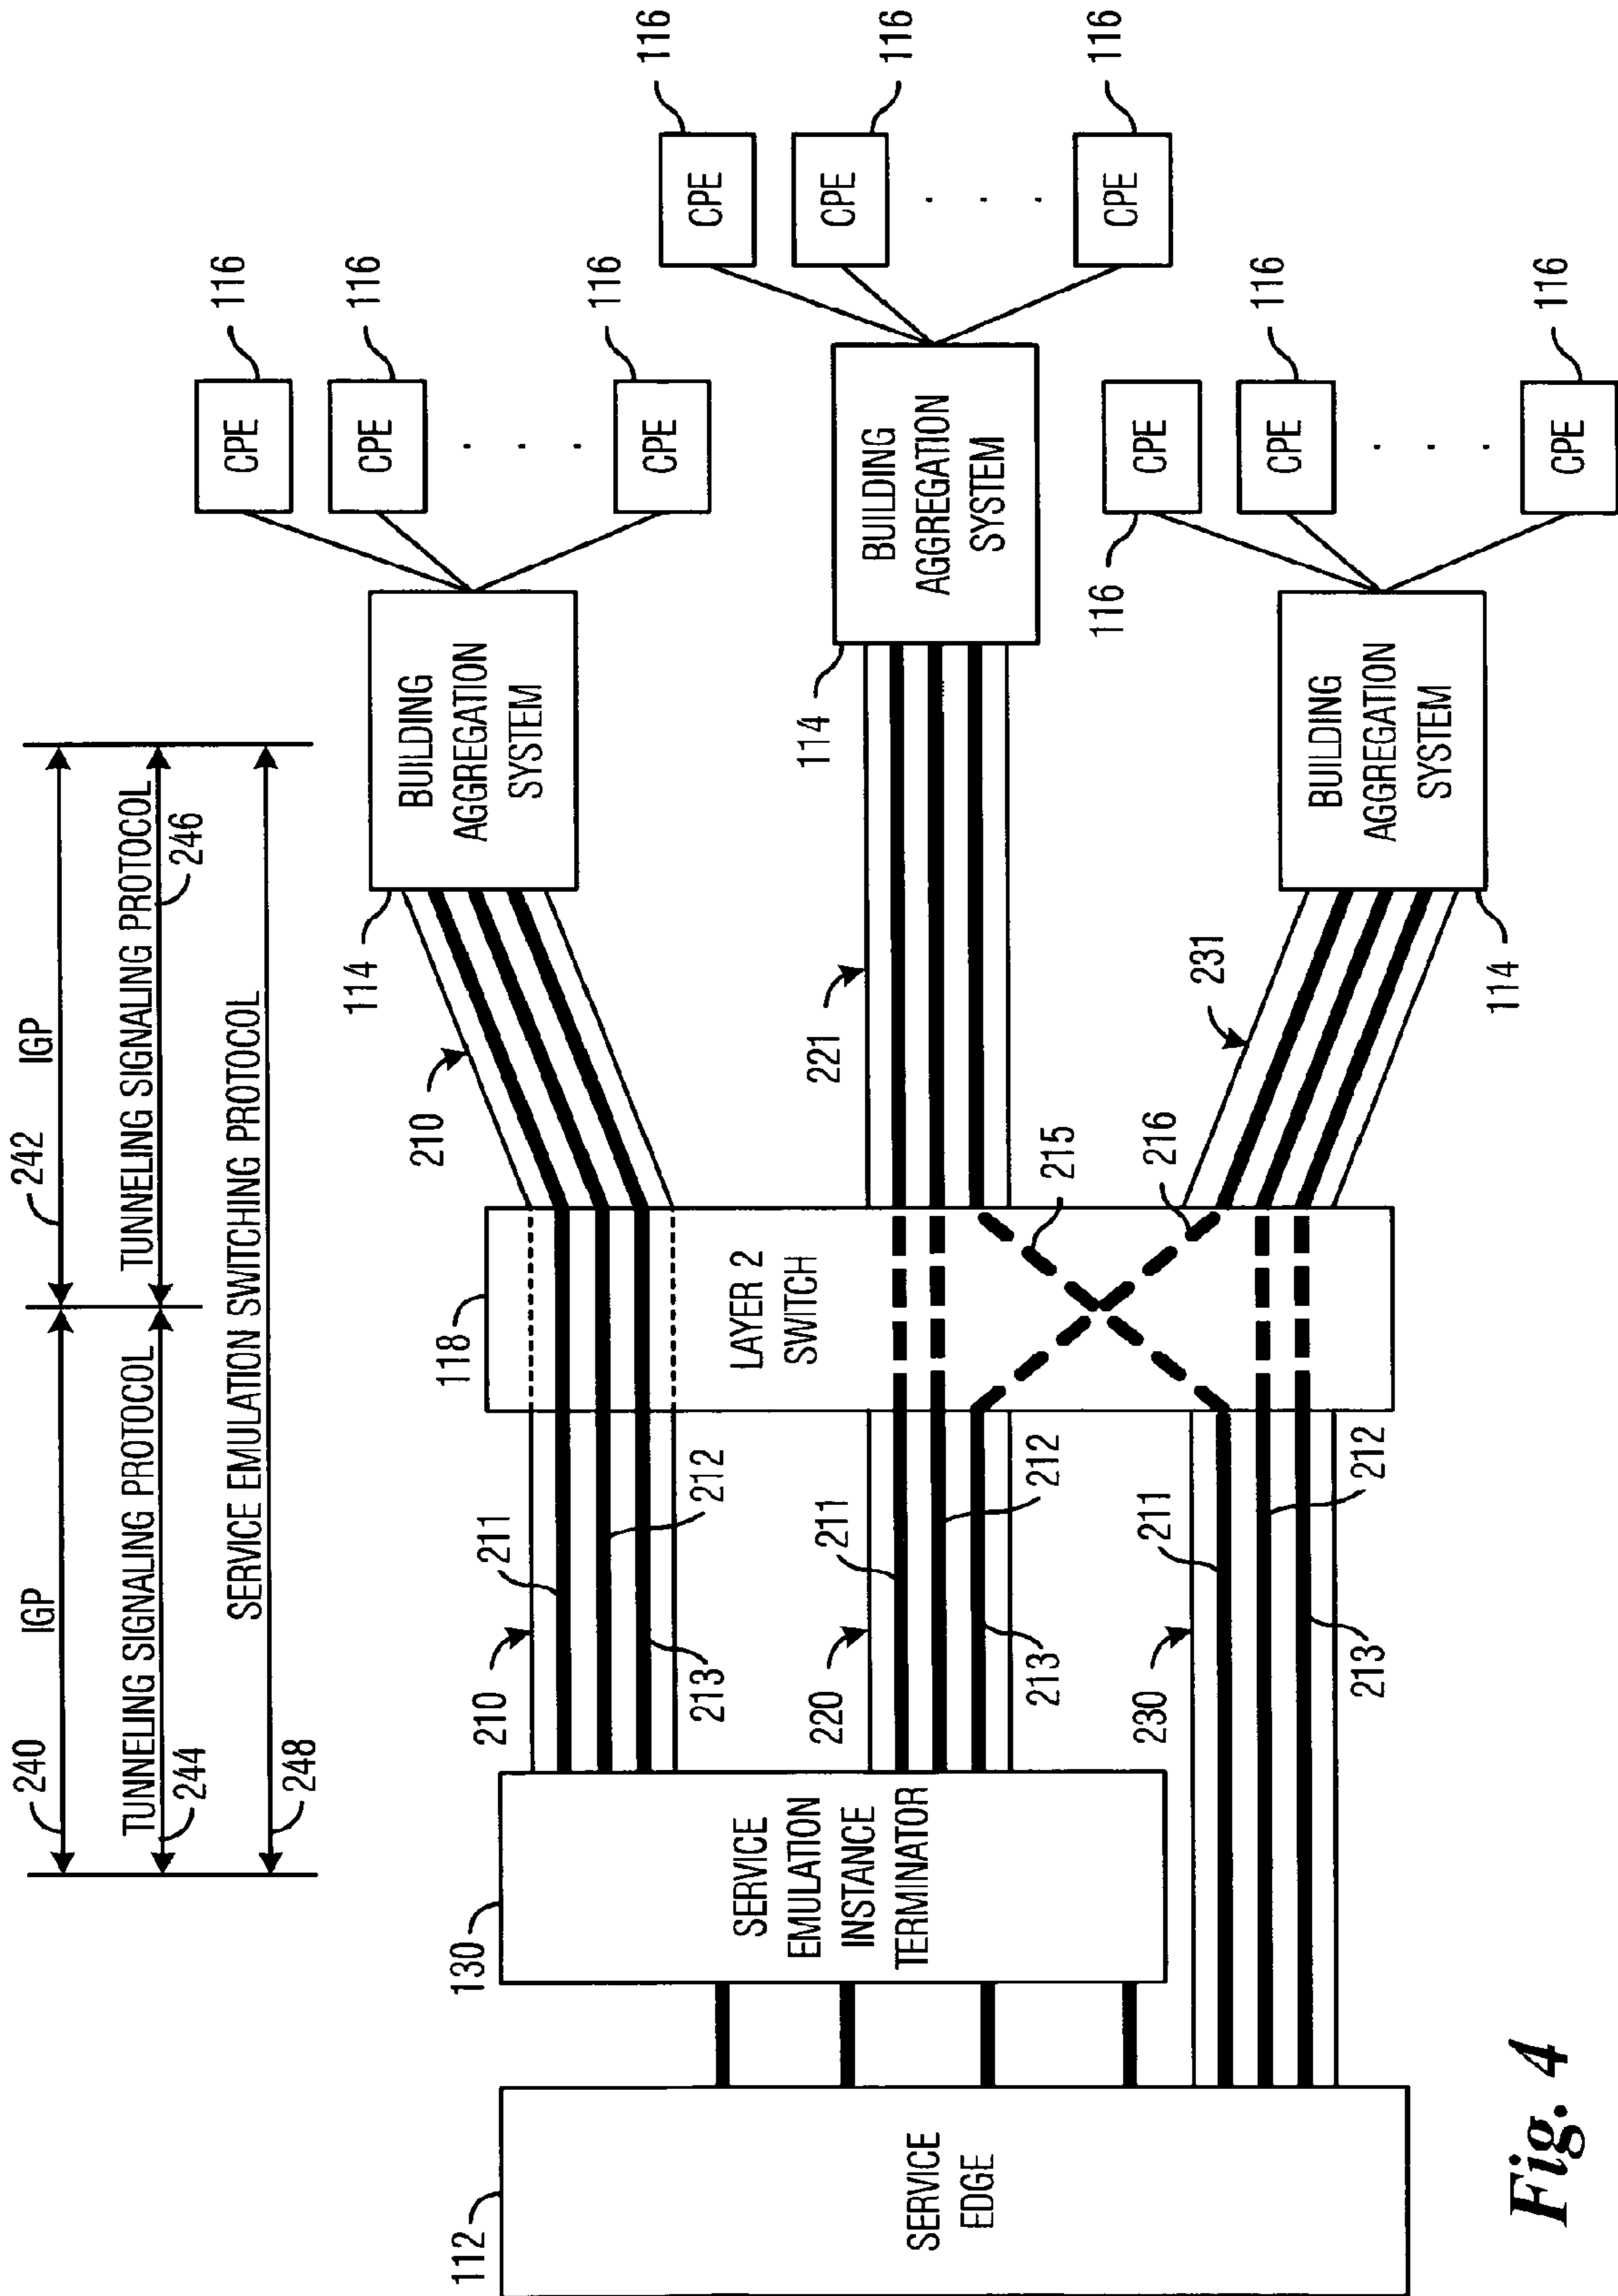 240
IGP
242
IGP
TUNNELING SIGNALING PROTOCOL
TUNNELING SIGNALING PROTOCOL
244
246
SERVICE EMULATION SWITCHING PROTOCOL
248
116
116
116
CPE
CPE
. . .
CPE
114
BUILDING
AGGREGATION
SYSTEM
210
210
211
212
213
118
LAYER 2
SWITCH
130
SERVICE
EMULATION
INSTANCE
TERMINATOR
112
SERVICE
EDGE
220
211
212
213
221
215
216
114
BUILDING
AGGREGATION
SYSTEM
116
116
116
CPE
CPE
. . .
CPE
230
211
212
213
231
114
BUILDING
AGGREGATION
SYSTEM
116
116
116
CPE
CPE
. . .
CPE
Fig. 4